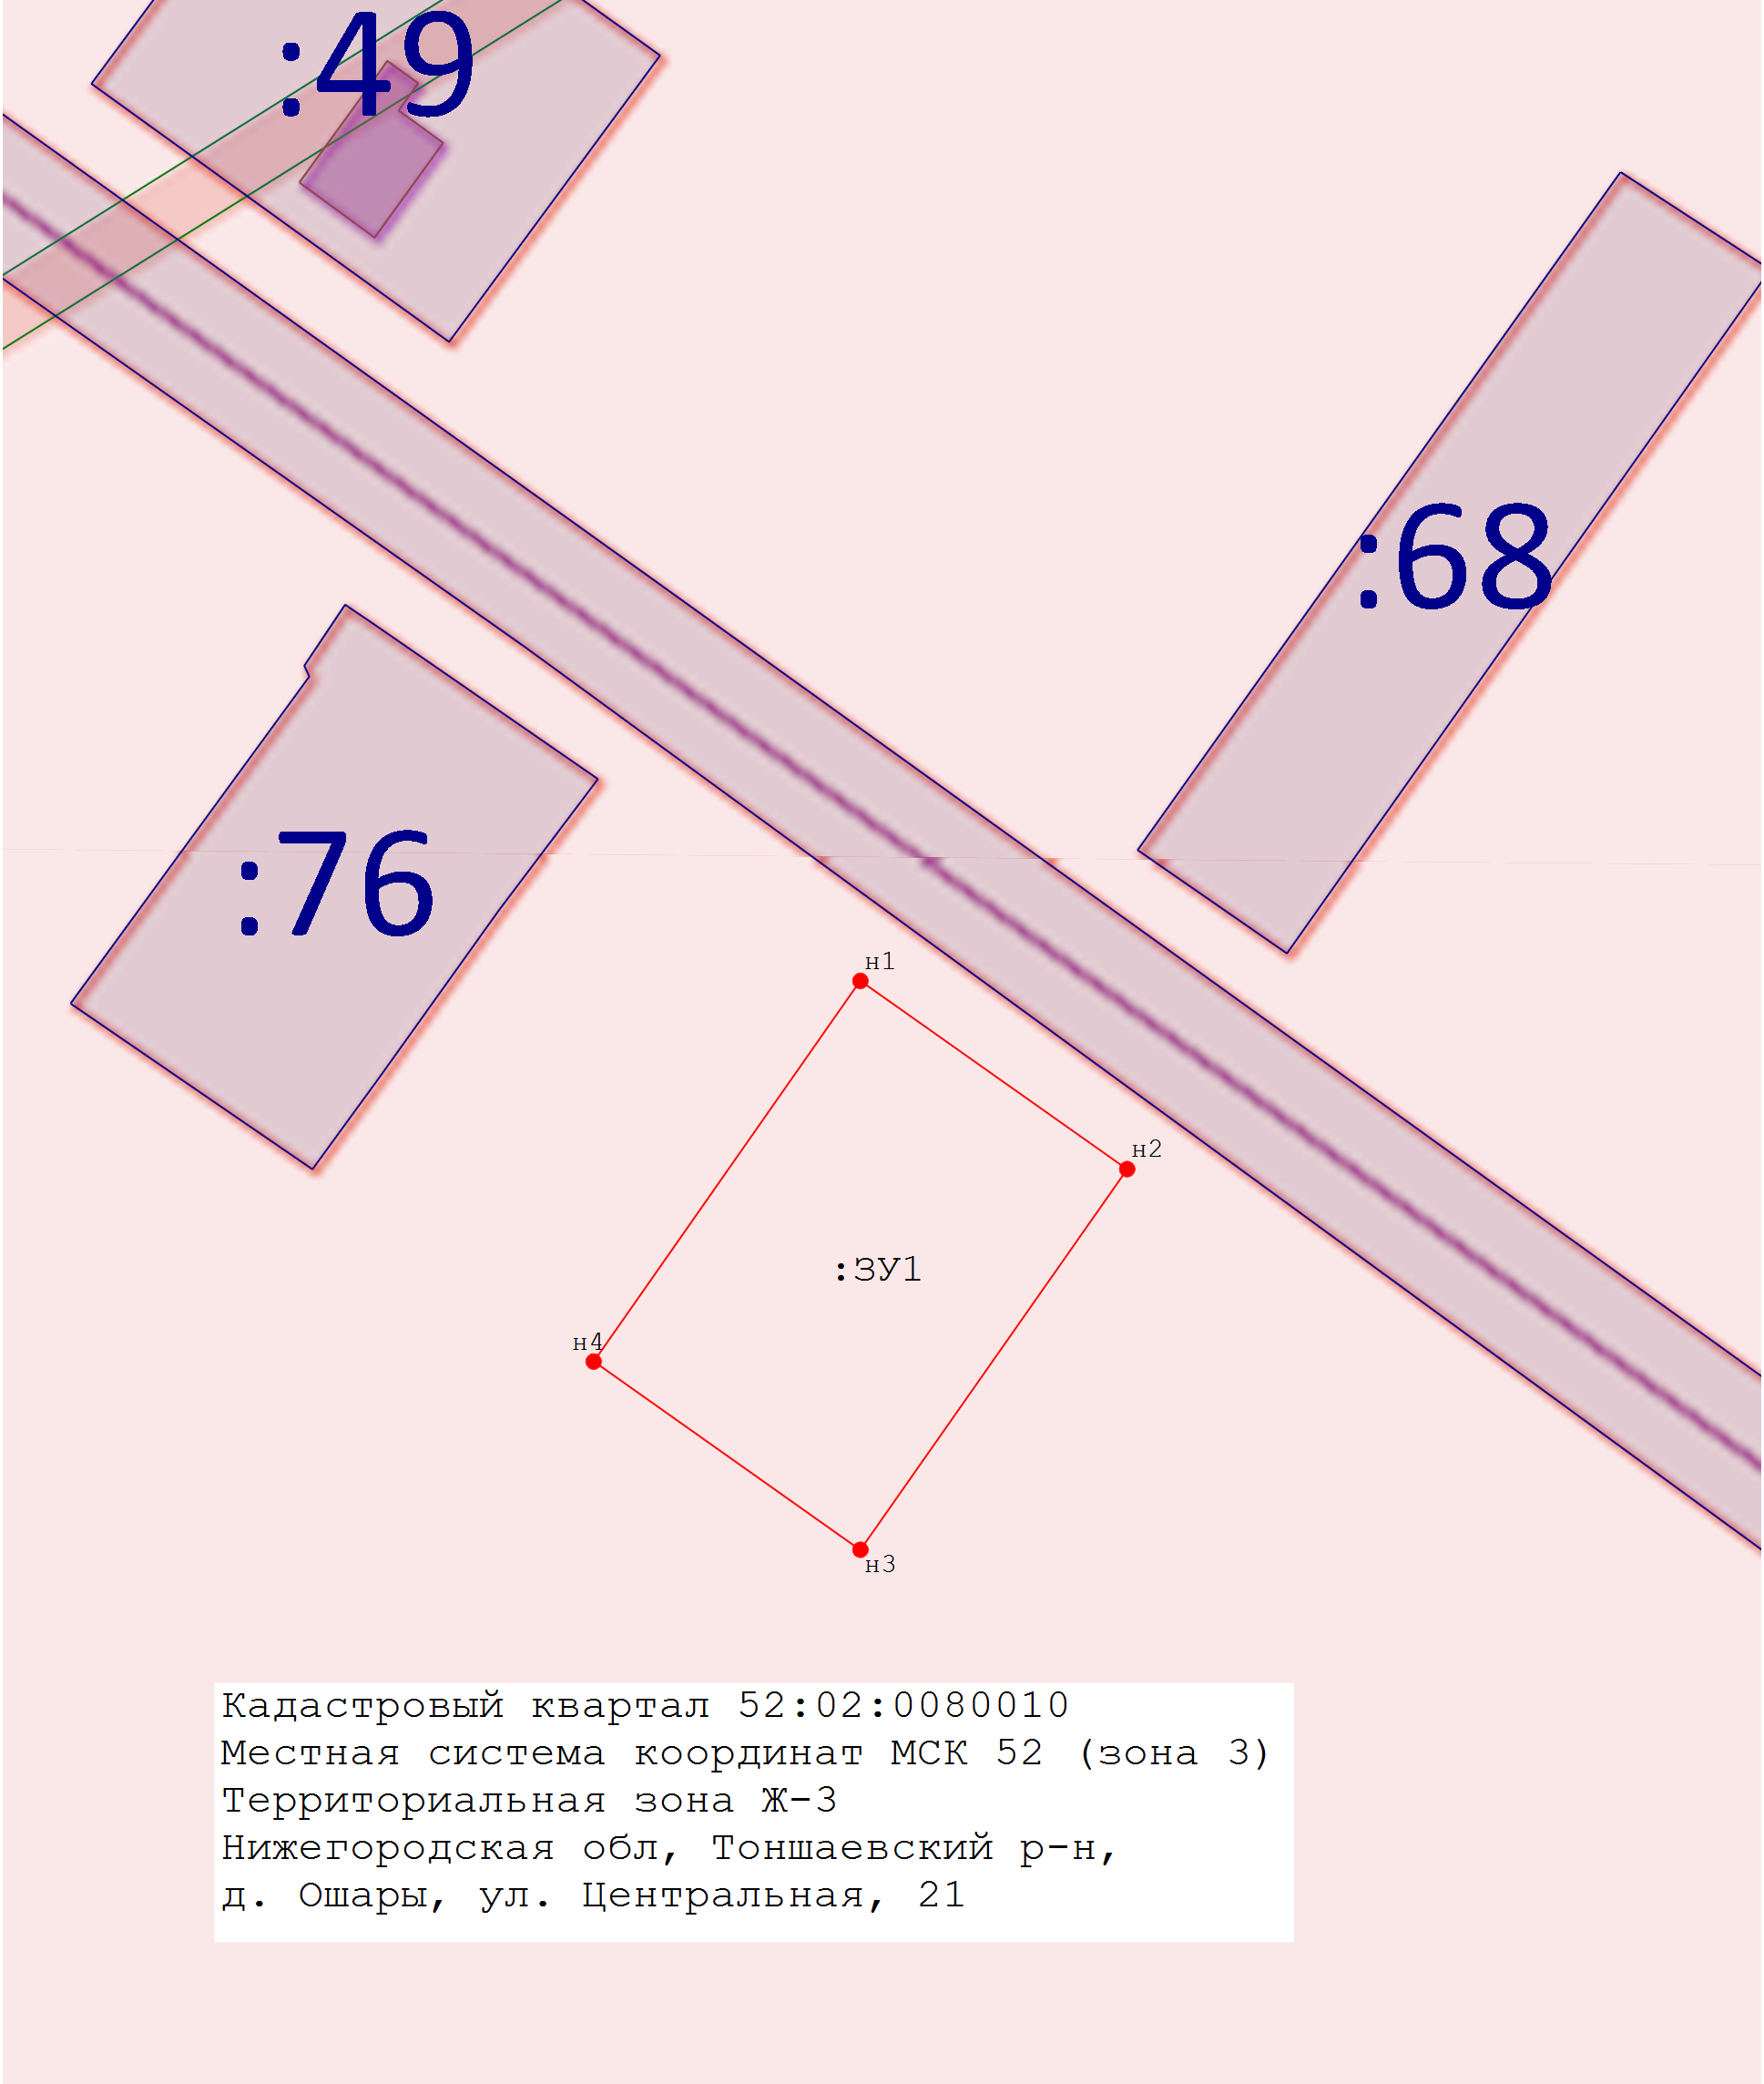 :49
:68
:76
н1
н2
:ЗУ1
н4
н3
Кадастровый квартал 52:02:0080010
Местная система координат МСК 52 (зона 3)
Территориальная зона Ж-3
Нижегородская обл, Тоншаевский р-н,
д. Ошары, ул. Центральная, 21